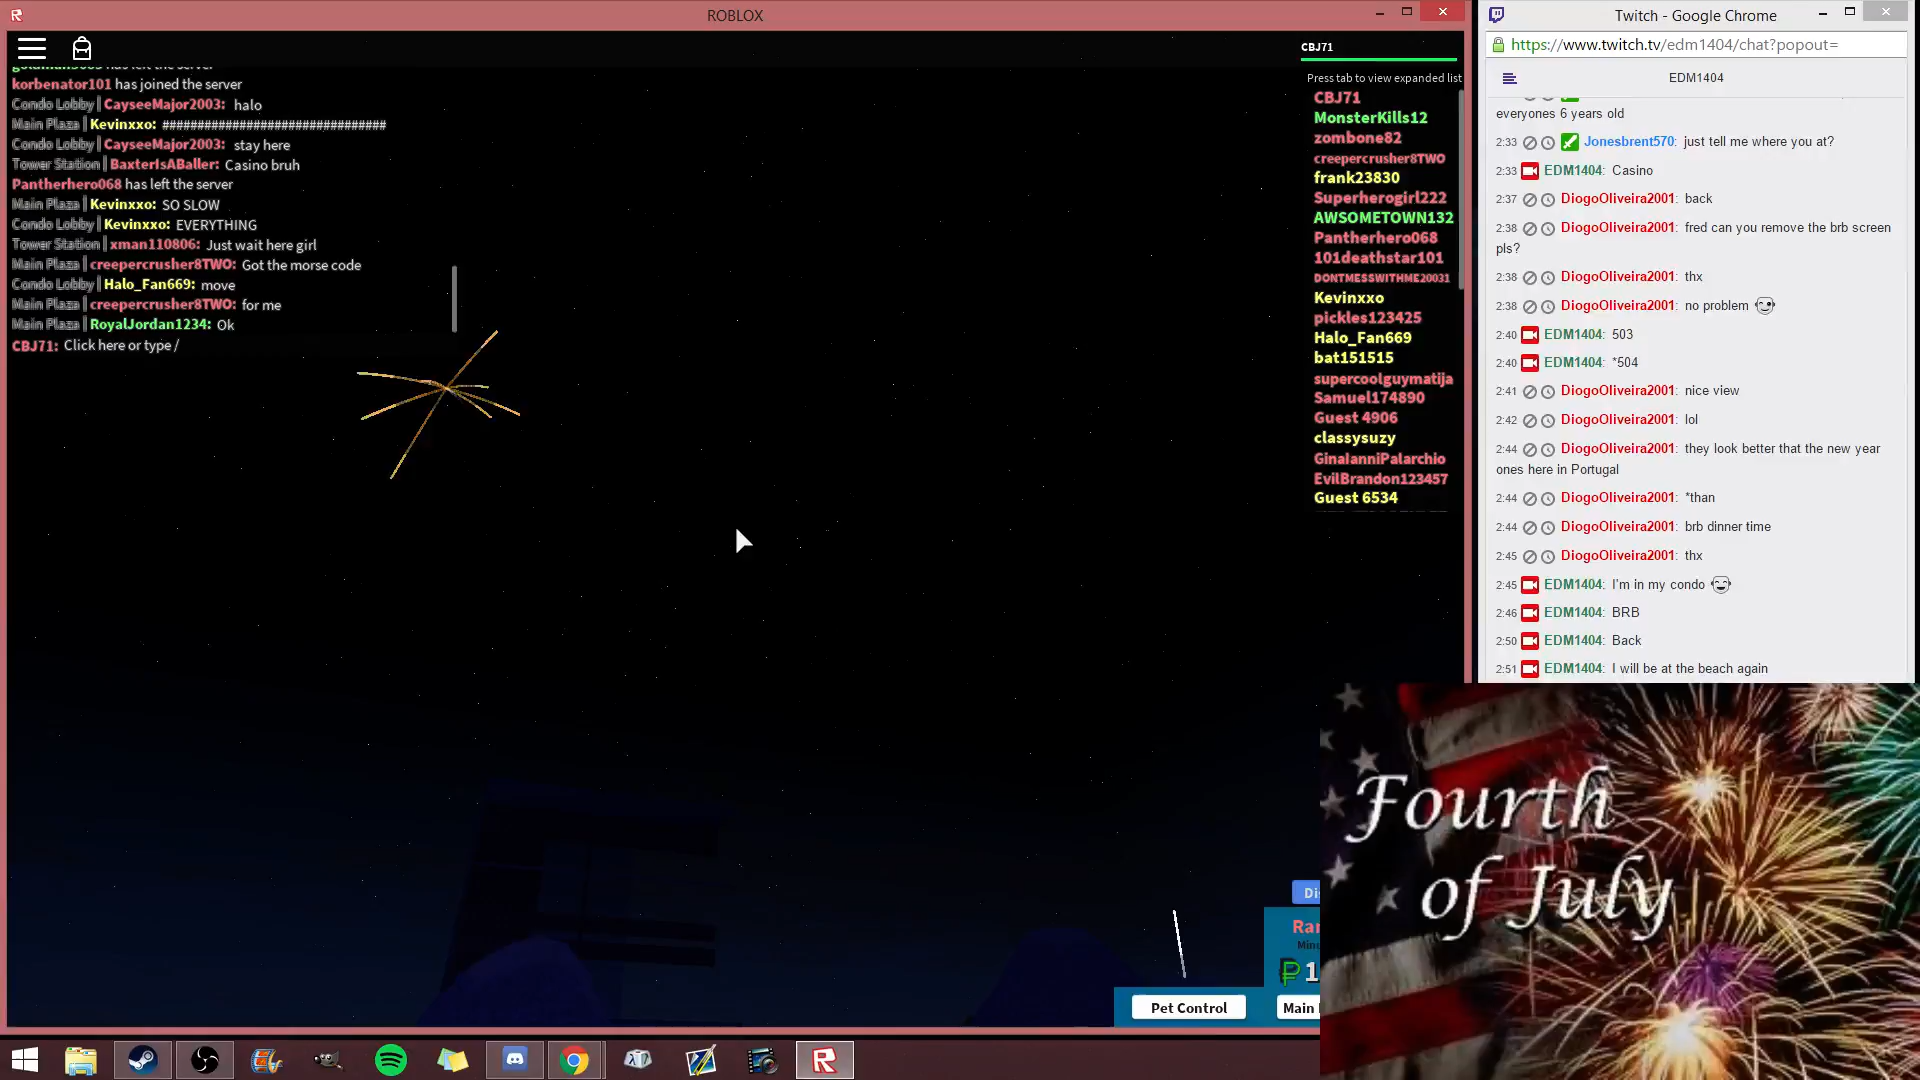 ROBLOX
korbenator101 has joined the server
Condo Lobby | CayseeMajor2003: halo
Main Plaza | Kevinxxo: ################################
Condo Lobby | CayseeMajor2003: stay here
Tower Station | BaxterIsABaller: Casino bruh
Pantherhero068 has left the server
Main Plaza | Kevinxxo: SO SLOW
Condo Lobby | Kevinxxo: EVERYTHING
Tower Station | xman110806: Just wait here girl
Main Plaza | creepercrusher8TWO: Got the morse code
Condo Lobby | Halo_Fan669: move
Main Plaza | creepercrusher8TWO: for me
Main Plaza | RoyalJordan1234: Ok
CBJ71: Click here or type /
CBJ71
Press tab to view expanded list
CBJ71
MonsterKills12
zombone82
creepercrusher8TWO
frank23830
Superherogirl222
AWSOMETOWN132
Pantherhero068
101deathstar101
DONTMESSWITHME20031
Kevinxxo
pickles123425
Halo_Fan669
bat151515
supercoolguymatija
Samuel174890
Guest 4906
classysuzy
GinaIanniPalarchio
EvilBrandon123457
Guest 6534
Pet Control
Main
Twitch - Google Chrome
https://www.twitch.tv/edm1404/chat?popout=
EDM1404
everyones 6 years old
2:33 Jonesbrent570: just tell me where you at?
2:33 EDM1404: Casino
2:37 DiogoOliveira2001: back
2:38 DiogoOliveira2001: fred can you remove the brb screen
pls?
2:38 DiogoOliveira2001: thx
2:38 DiogoOliveira2001: no problem
2:40 EDM1404: 503
2:40 EDM1404: *504
2:41 DiogoOliveira2001: nice view
2:42 DiogoOliveira2001: lol
2:44 DiogoOliveira2001: they look better that the new year
ones here in Portugal
2:44 DiogoOliveira2001: *than
2:44 DiogoOliveira2001: brb dinner time
2:45 DiogoOliveira2001: thx
2:45 EDM1404: I'm in my condo
2:46 EDM1404: BRB
2:50 EDM1404: Back
2:51 EDM1404: I will be at the beach again
Fourth
of July